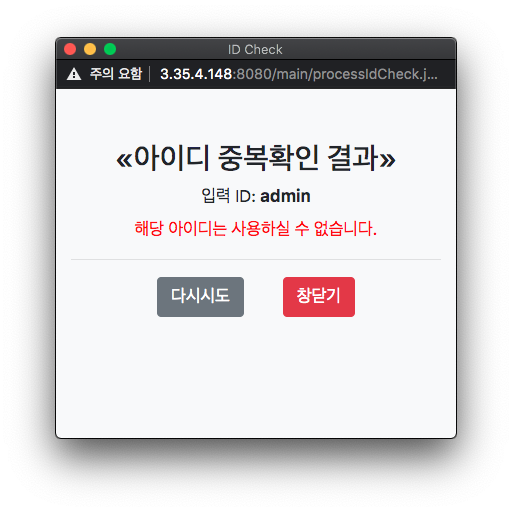 ID Check
주의 요함 3.35.4.148:8080/main/processIdCheck.j...
«아이디 중복확인 결과»
입력 ID: admin
해당 아이디는 사용하실 수 없습니다.
다시시도 창닫기